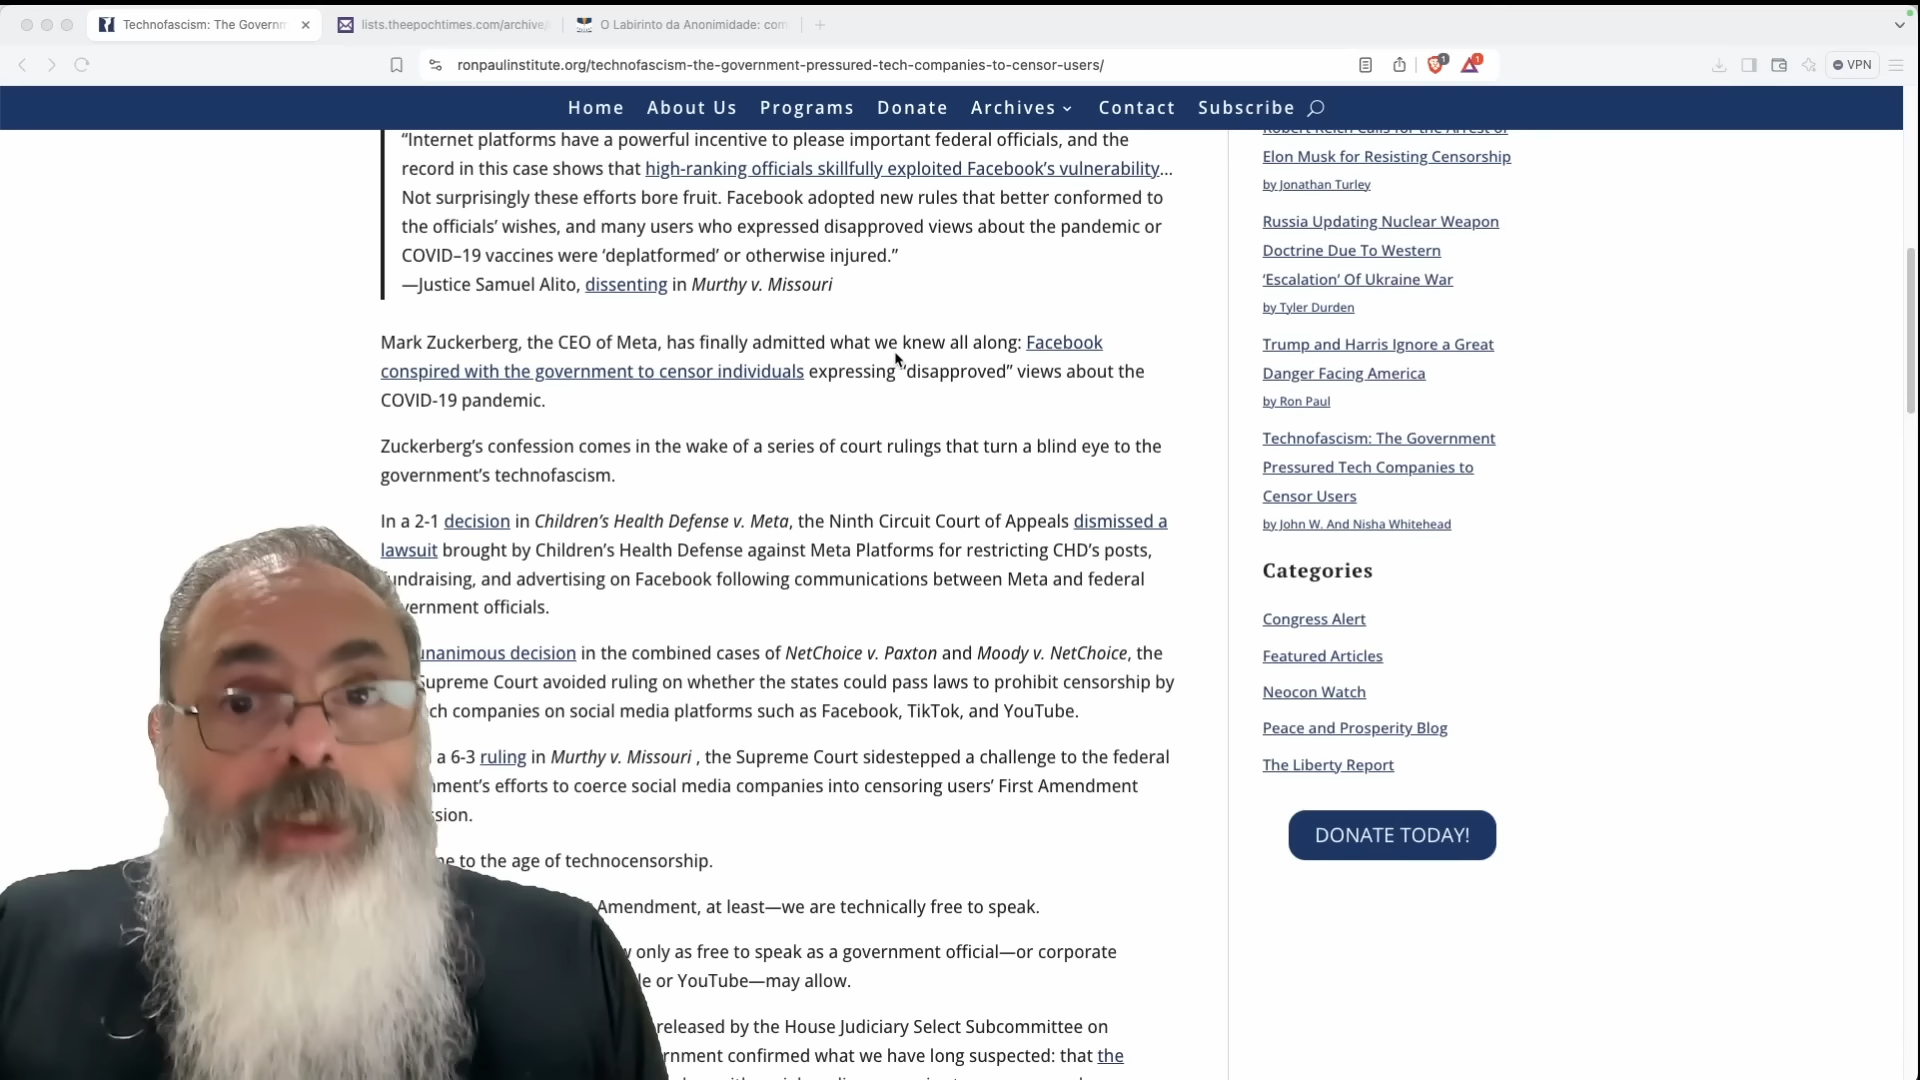 Technofascism: The Governm
lists.theepochtimes.com/archive/
O Labirinto da Anonimidade: com
ronpaulinstitute.org/technofascism-the-government-pressured-tech-companies-to-censor-users/
1
1
VPN
Home About Us Programs Donate Archives Contact Subscribe
“Internet platforms have a powerful incentive to please important federal officials, and the
record in this case shows that high-ranking officials skillfully exploited Facebook’s vulnerability…
Not surprisingly these efforts bore fruit. Facebook adopted new rules that better conformed to
the officials’ wishes, and many users who expressed disapproved views about the pandemic or
COVID–19 vaccines were ‘deplatformed’ or otherwise injured.”
—Justice Samuel Alito, dissenting in Murthy v. Missouri
Mark Zuckerberg, the CEO of Meta, has finally admitted what we knew all along: Facebook
conspired with the government to censor individuals expressing “disapproved” views about the
COVID-19 pandemic.
Zuckerberg’s confession comes in the wake of a series of court rulings that turn a blind eye to the
government’s technofascism.
In a 2-1 decision in Children’s Health Defense v. Meta, the Ninth Circuit Court of Appeals dismissed a
lawsuit brought by Children’s Health Defense against Meta Platforms for restricting CHD’s posts,
undraising, and advertising on Facebook following communications between Meta and federal
vernment officials.
unanimous decision in the combined cases of NetChoice v. Paxton and Moody v. NetChoice, the
Supreme Court avoided ruling on whether the states could pass laws to prohibit censorship by
ch companies on social media platforms such as Facebook, TikTok, and YouTube.
a 6-3 ruling in Murthy v. Missouri , the Supreme Court sidestepped a challenge to the federal
nment’s efforts to coerce social media companies into censoring users’ First Amendment
sion.
ne to the age of technocensorship.
Amendment, at least—we are technically free to speak.
w only as free to speak as a government official—or corporate
le or YouTube—may allow.
released by the House Judiciary Select Subcommittee on
rnment confirmed what we have long suspected: that the
Robert Reich Calls for the Arrest of
Elon Musk for Resisting Censorship
by Jonathan Turley
Russia Updating Nuclear Weapon
Doctrine Due To Western
‘Escalation’ Of Ukraine War
by Tyler Durden
Trump and Harris Ignore a Great
Danger Facing America
by Ron Paul
Technofascism: The Government
Pressured Tech Companies to
Censor Users
by John W. And Nisha Whitehead
Categories
Congress Alert
Featured Articles
Neocon Watch
Peace and Prosperity Blog
The Liberty Report
DONATE TODAY!